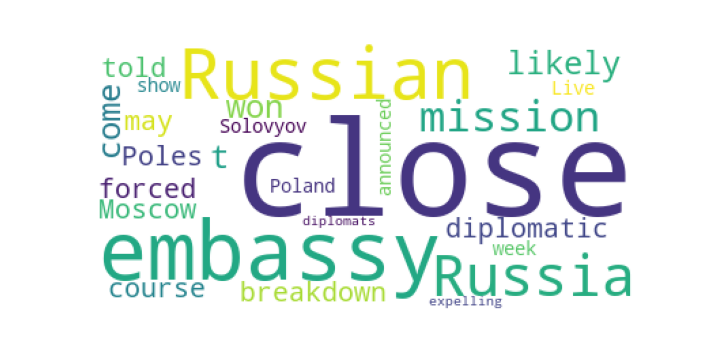 told
show
Russian
likely
Live
come
may
won
Solovyov
announced
mission
Poles
t
close
forced
Poland
Moscow
diplomats
embassy
diplomatic
week
Russia
course
breakdown
expelling